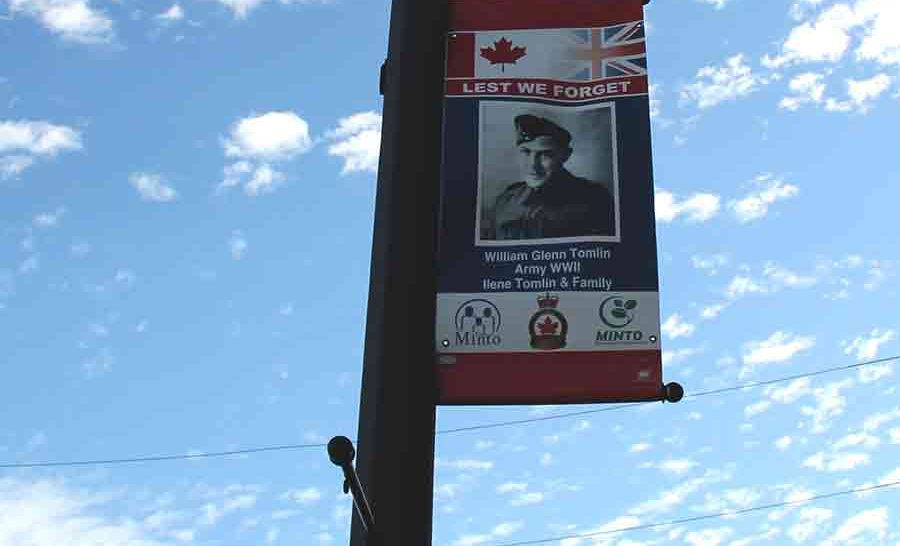 LEST WE FORGET
William Glenn Tomlin
Army WWII
Ilene Tomlin & Family
Minto
MINTO